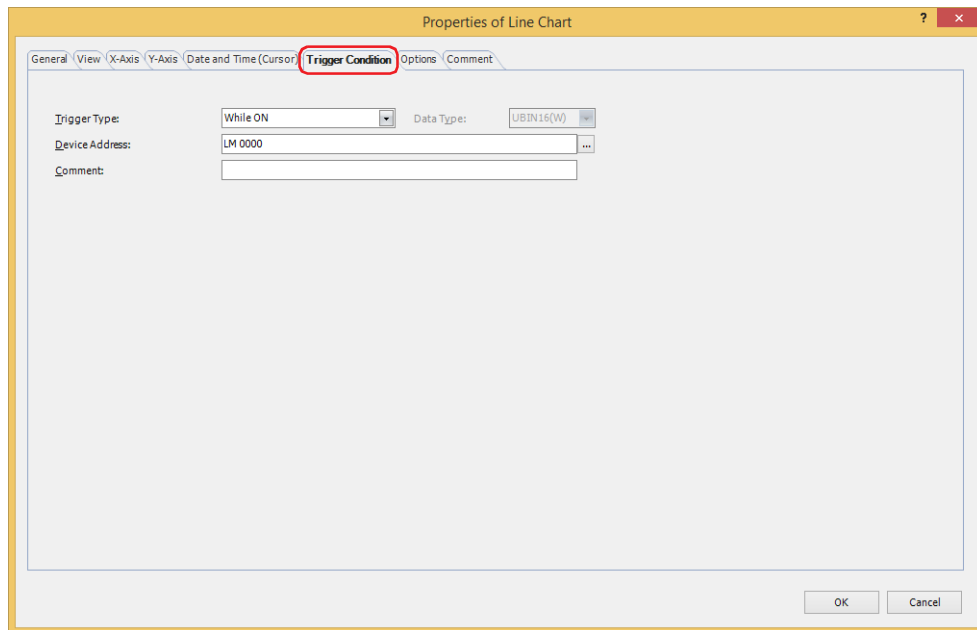 Properties of Line Chart
? ×
General View X-Axis Y-Axis Date and Time (Cursor) Trigger Condition Options Comment
Trigger Type: While ON Data Type: UBIN16(W)
Device Address: LM 0000 ...
Comment:
OK Cancel